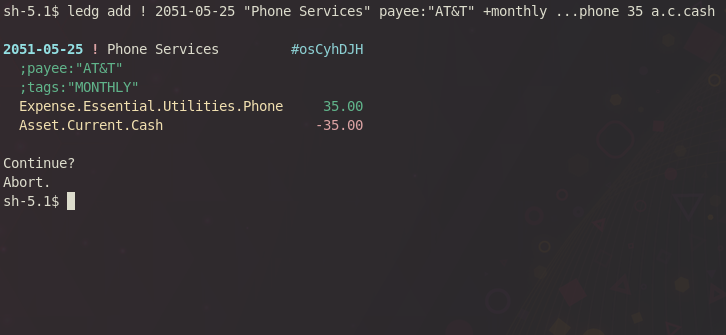 sh-5.1$ ledg add ! 2051-05-25 "Phone Services" payee:"AT&T" +monthly ...phone 35 a.c.cash
2051-05-25 ! Phone Services #osCyhDJH
;payee:"AT&T"
;tags:"MONTHLY"
Expense.Essential.Utilities.Phone 35.00
Asset.Current.Cash -35.00
Continue?
Abort.
sh-5.1$